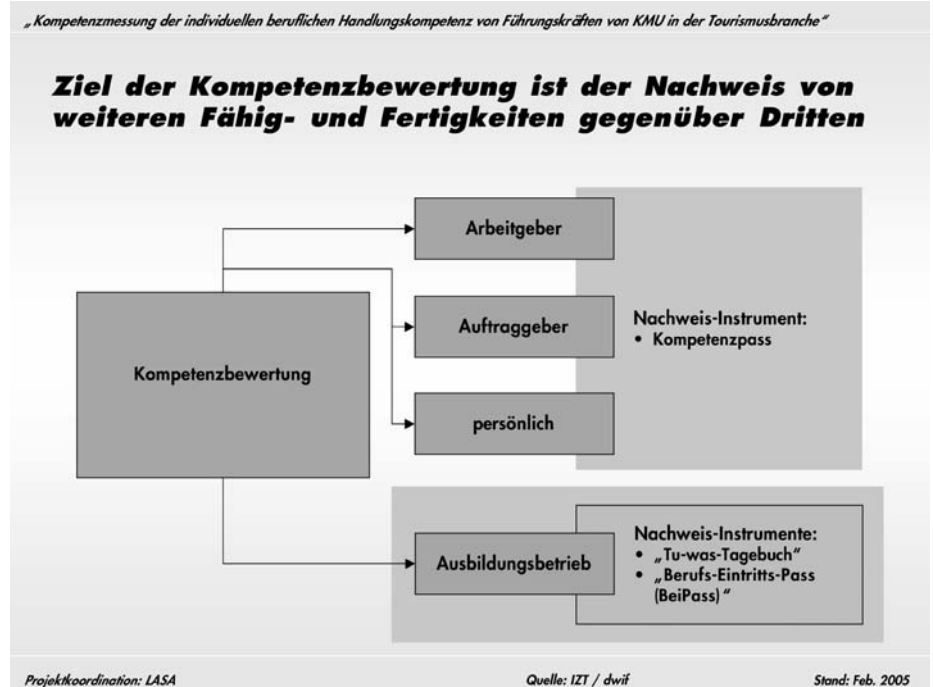 „Kompetenzmessung der individuellen beruflichen Handlungskompetenz von Führungskräften von KMU in der Tourismusbranche“
Ziel der Kompetenzbewertung ist der Nachweis von
weiteren Fähig- und Fertigkeiten gegenüber Dritten
Kompetenzbewertung
Arbeitgeber
Auftraggeber
persönlich
Nachweis-Instrument:
• Kompetenzpass
Ausbildungsbetrieb
Nachweis-Instrumente:
• „Tu-was-Tagebuch“
• „Berufs-Eintritts-Pass
(BeiPass)“
Projektkoordination: LASA
Quelle: IZT / dwif
Stand: Feb. 2005